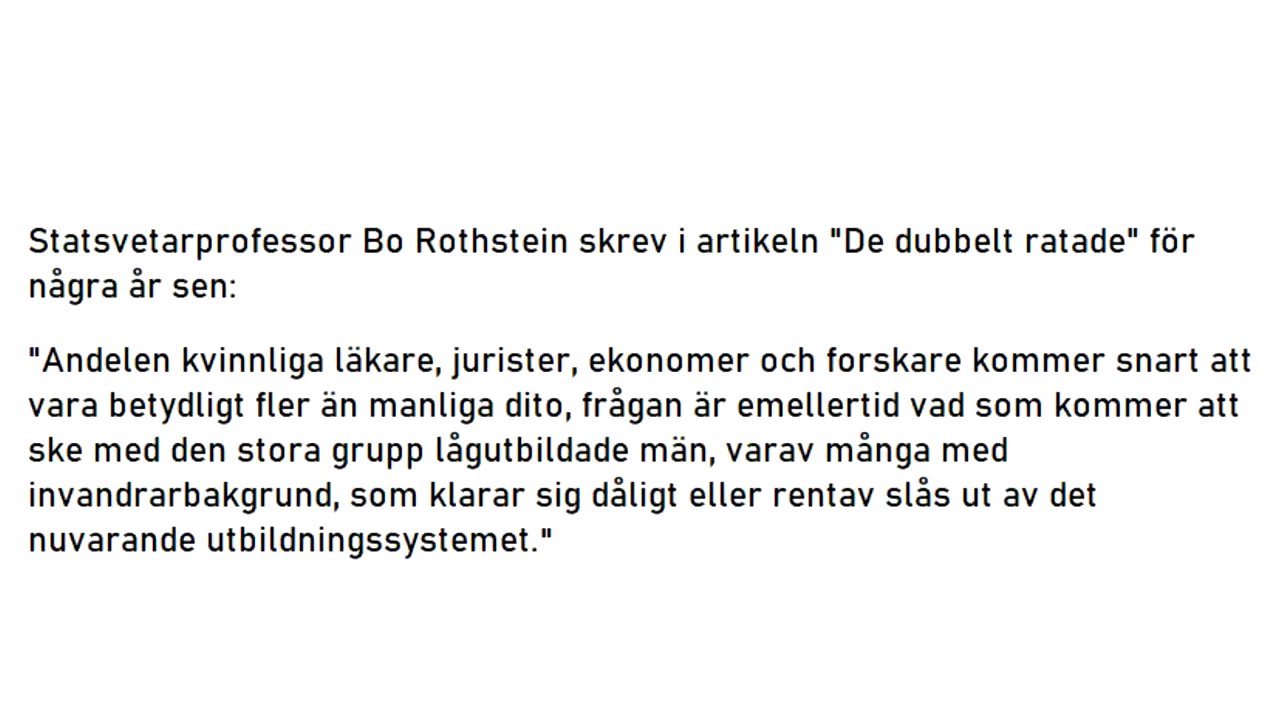 Statsvetarprofessor Bo Rothstein skrev i artikeln "De dubbelt ratade" för
några år sen:
"Andelen kvinnliga läkare, jurister, ekonomer och forskare kommer snart att
vara betydligt fler än manliga dito, frågan är emellertid vad som kommer att
ske med den stora grupp lågutbildade män, varav många med
invandrarbakgrund, som klarar sig dåligt eller rentav slås ut av det
nuvarande utbildningssystemet."